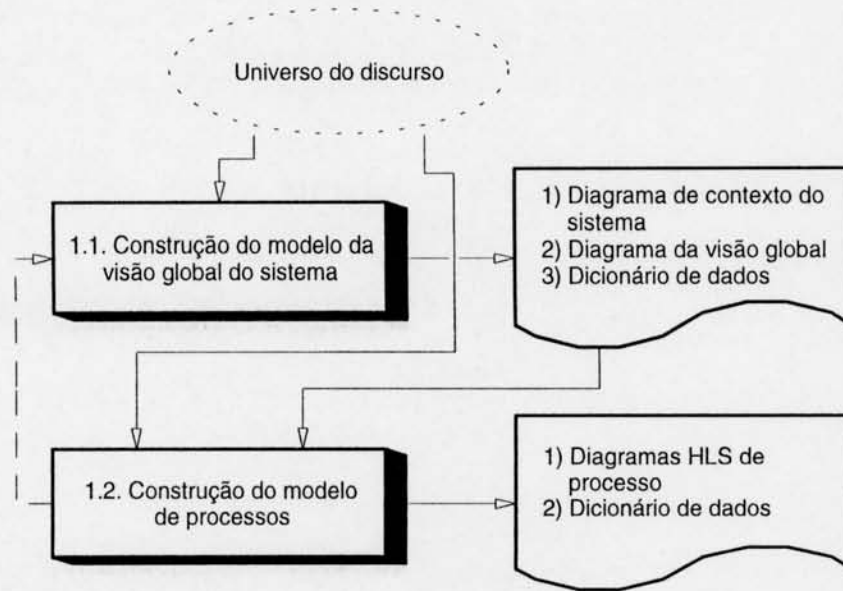 Universo do discurso
1.1. Construção do modelo da
visão global do sistema
1) Diagrama de contexto do
sistema
2) Diagrama da visão global
3) Dicionário de dados
1.2. Construção do modelo
de processos
1) Diagramas HLS de
processo
2) Dicionário de dados